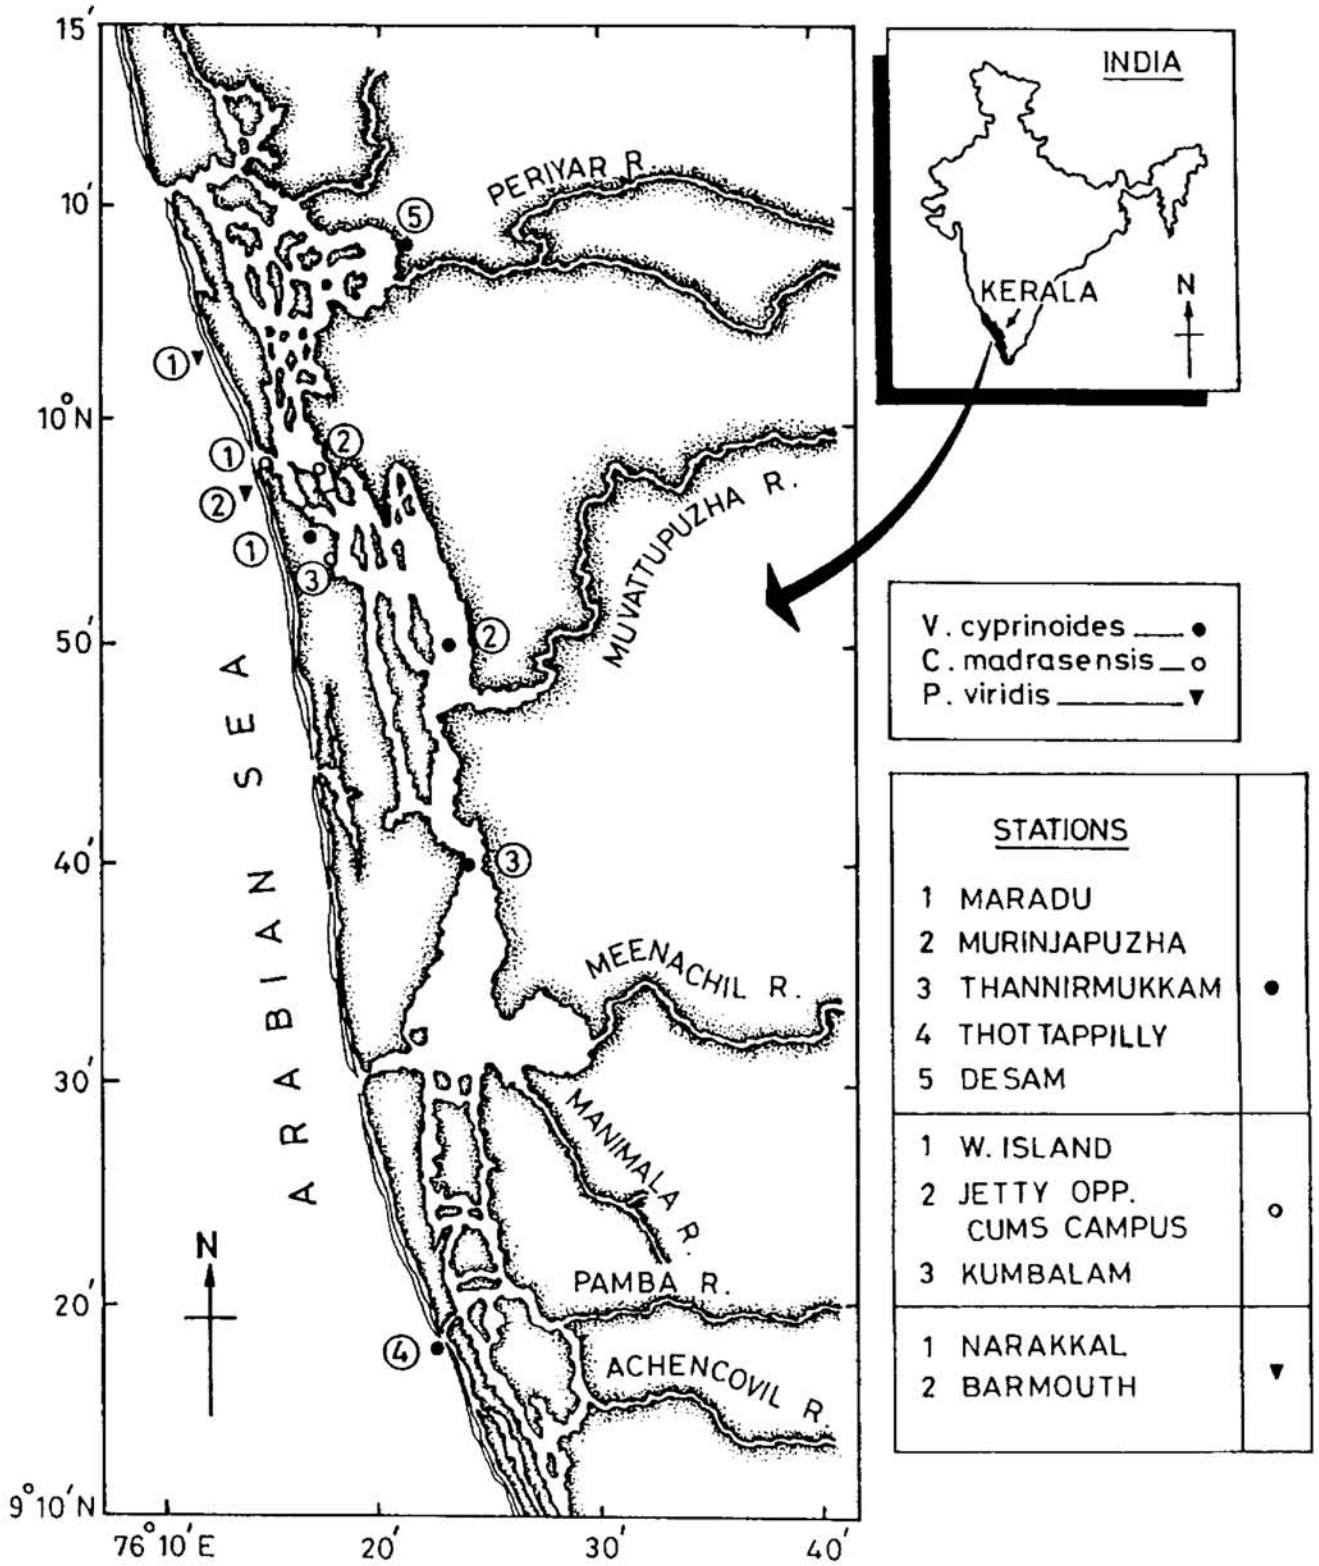 15′
10′
10°N
50′
40′
30′
20′
9°10′N
76°10′E
20′
30′
40′
PERIYAR R.
5
1
1
2
2
1
3
MUVATTUPUZHA R.
2
ARABIAN SEA
3
MEENACHIL R.
MANIMALA R.
PAMBA R.
N
4
ACHENCOVIL R.
INDIA
KERALA
N
V. cyprinoides
C. madrasensis
P. viridis
STATIONS
1 MARADU
2 MURINJAPUZHA
3 THANNIRMUKKAM
4 THOTTAPPILLY
5 DESAM
1 W. ISLAND
2 JETTY OPP.
CUMS CAMPUS
3 KUMBALAM
1 NARAKKAL
2 BARMOUTH